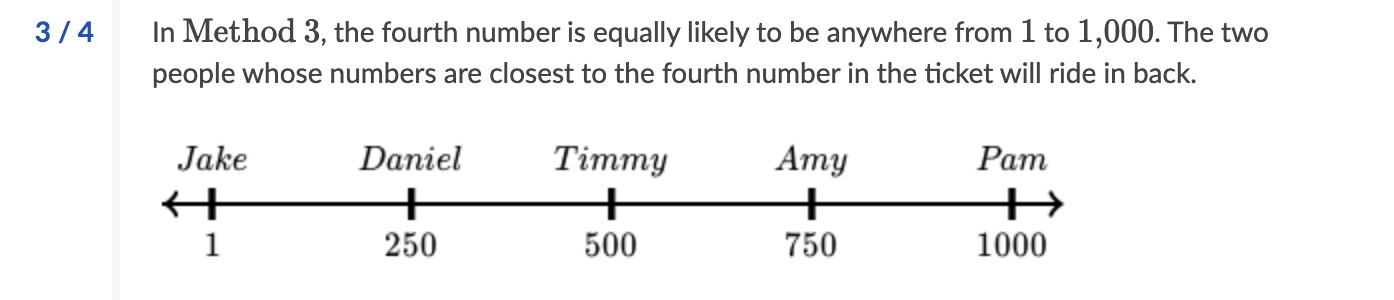 3 / 4
In Method 3, the fourth number is equally likely to be anywhere from 1 to 1,000. The two
people whose numbers are closest to the fourth number in the ticket will ride in back.
Jake Daniel Timmy Amy Pam
1 250 500 750 1000